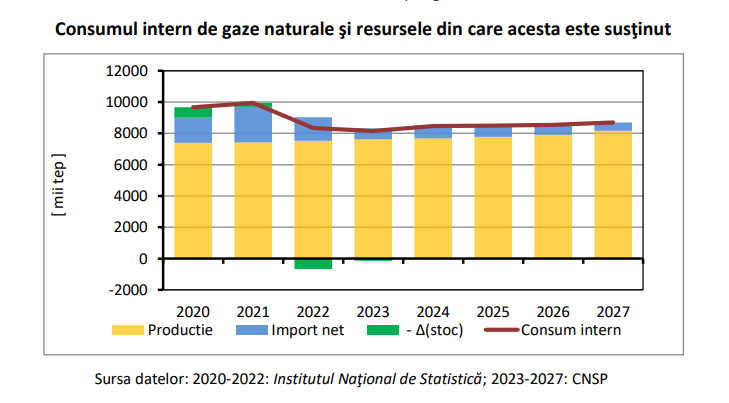 Consumul intern de gaze naturale şi resursele din care acesta este susţinut
12000
10000
8000
6000
4000
2000
0
-2000
[ mii tep ]
2020 2021 2022 2023 2024 2025 2026 2027
Productie Import net - Δ(stoc) Consum intern
Sursa datelor: 2020-2022: Institutul Naţional de Statistică; 2023-2027: CNSP